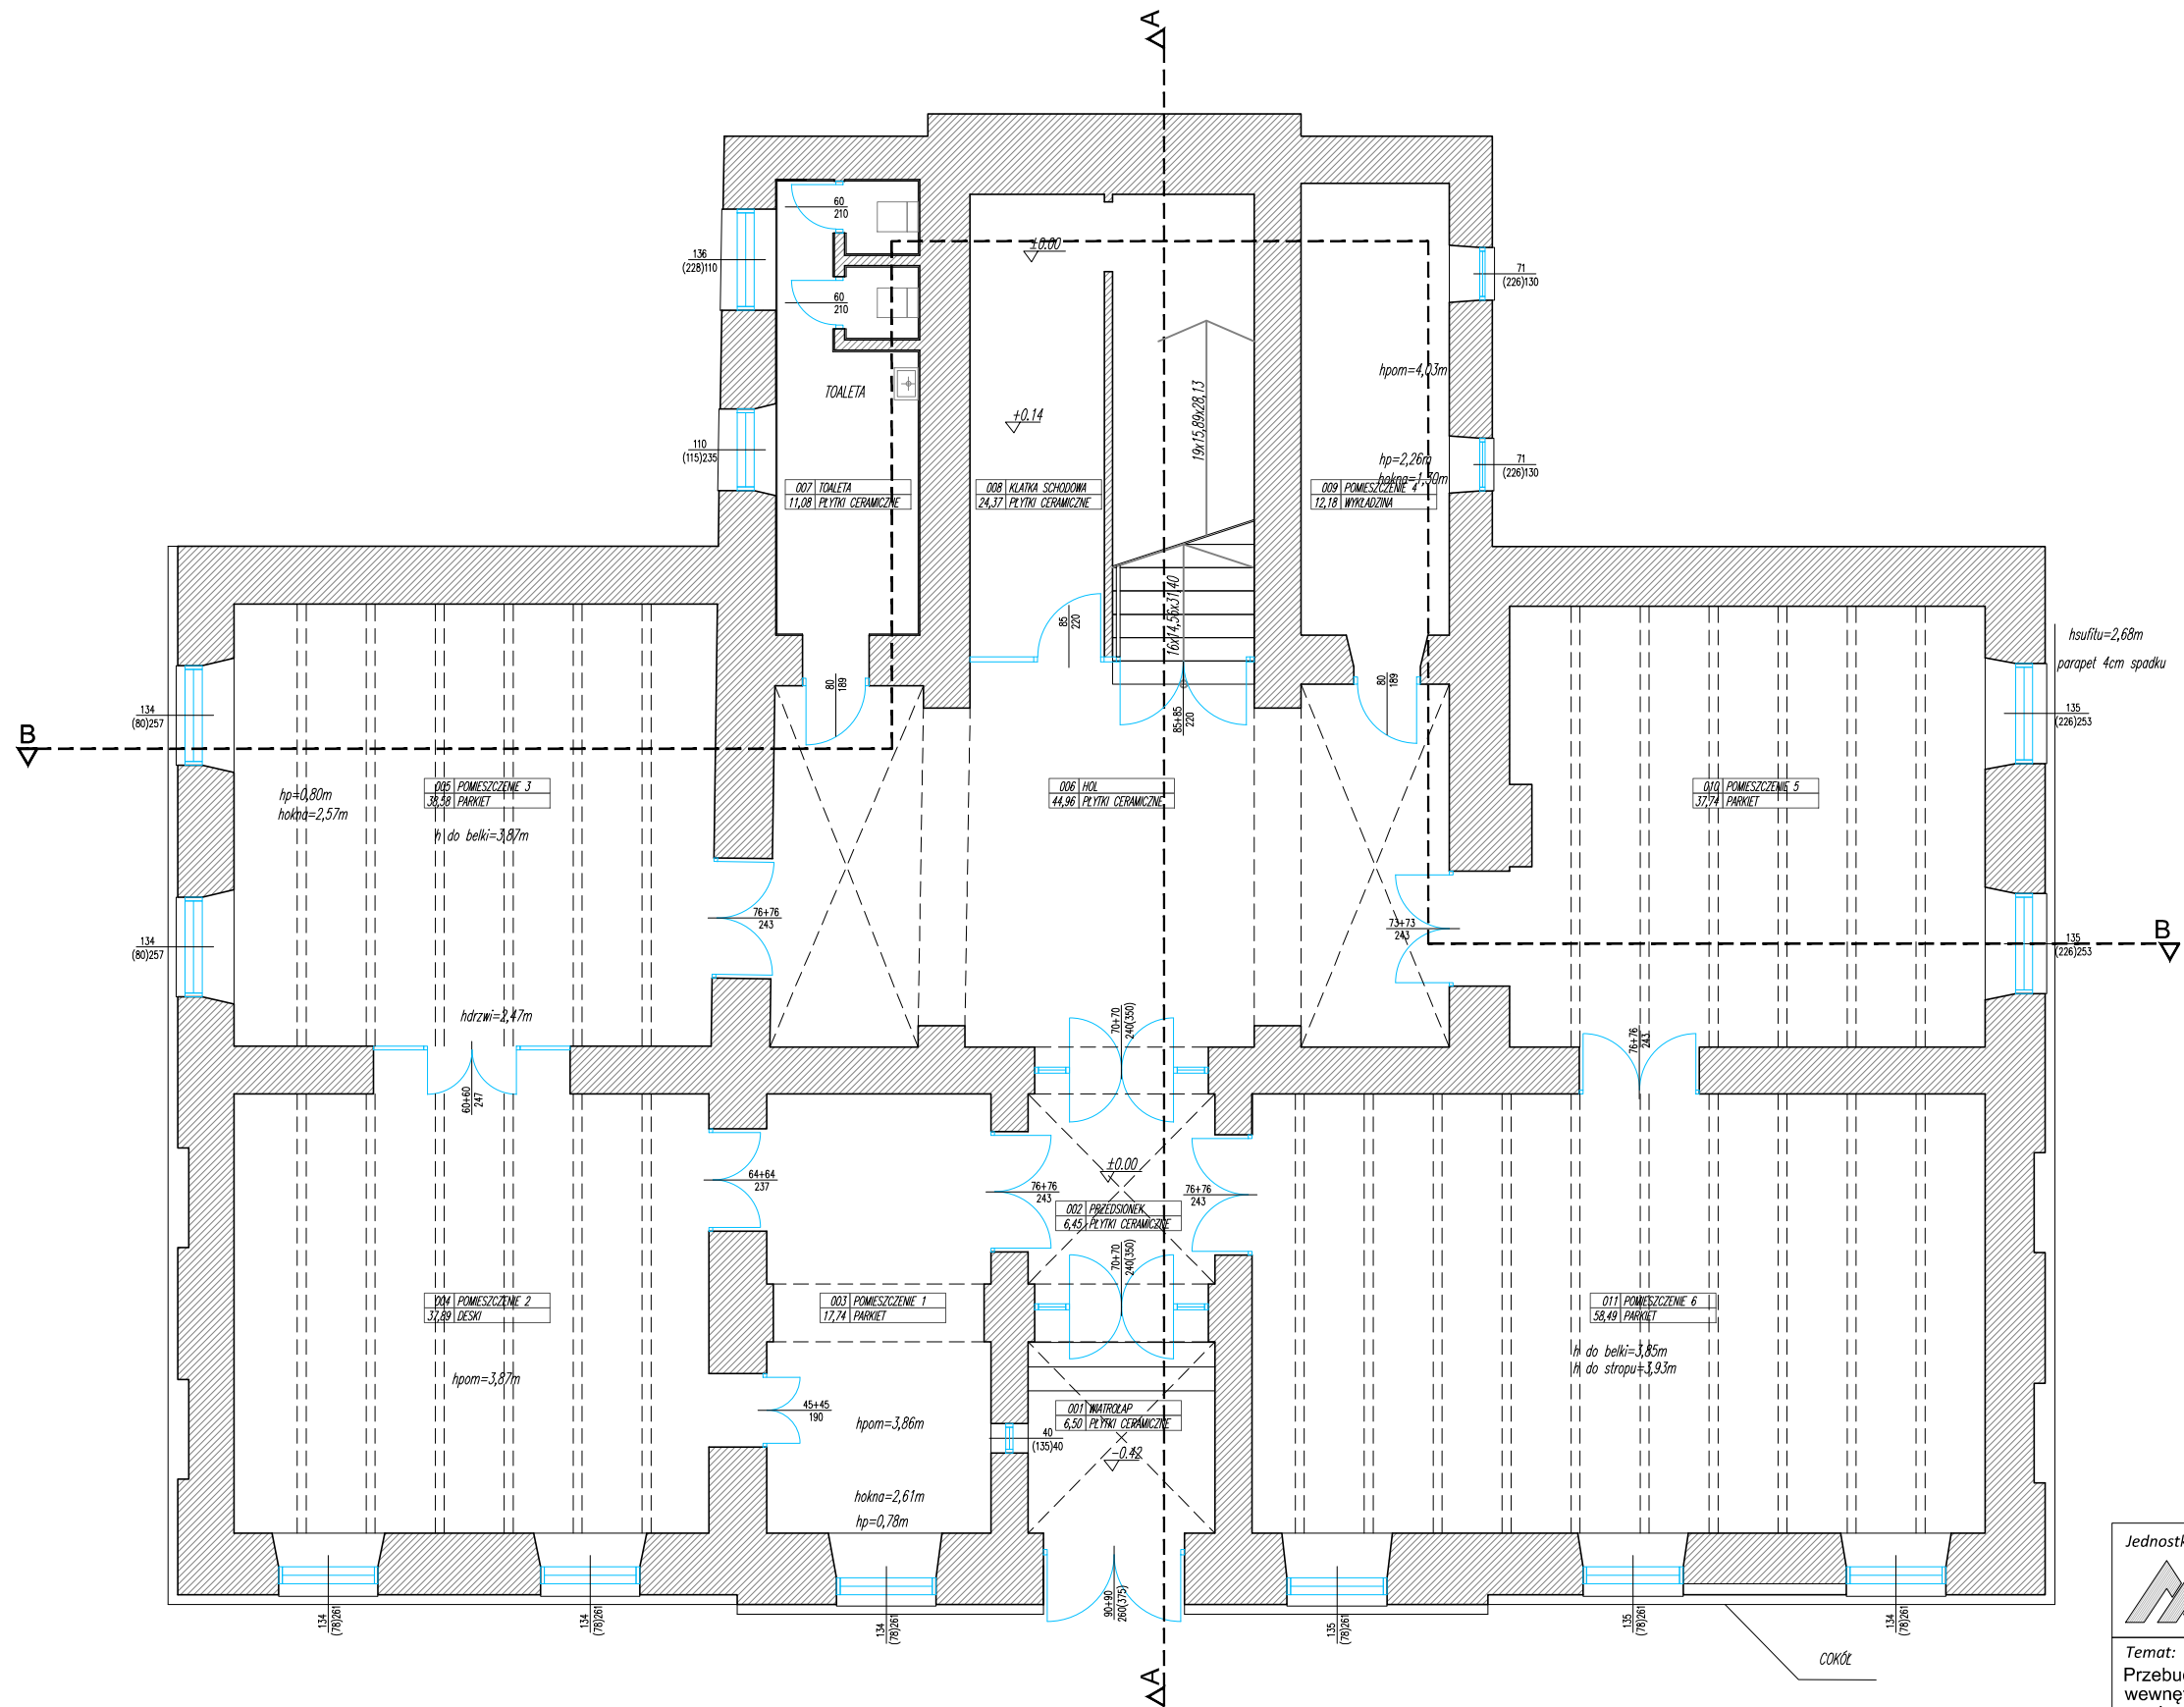 A
60
210
136
(228)110
±0.00
71
(226)130
60
210
hpom=4,03m
TOALETA
19x15,89x28,13
+0.14
110
(115)235
hp=2,26m
hokna=1,30m
71
(226)130
007 TOALETA
11,08 PŁYTKI CERAMICZNE
008 KLATKA SCHODOWA
24,37 PŁYTKI CERAMICZNE
009 POMIESZCZENIE 4
12,18 WYKŁADZINA
16x14,56x31,40
85
220
hsufitu=2,68m
parapet 4cm spadku
80
189
80
189
134
(80)257
85+85
220
135
(226)253
B
005 POMIESZCZENIE 3
38,58 PARKIET
006 HOL
44,96 PŁYTKI CERAMICZNE
010 POMIESZCZENIE 5
37,74 PARKIET
hp=0,80m
hokna=2,57m
h do belki=3,87m
76+76
243
73+73
243
134
(80)257
135
(226)253
B
hdrzwi=2,47m
70+70
240(350)
76+76
243
60+60
247
±0.00
64+64
237
76+76
243
76+76
243
002 PRZEDSIONEK
6,45 PŁYTKI CERAMICZNE
70+70
240(350)
004 POMIESZCZENIE 2
37,89 DESKI
003 POMIESZCZENIE 1
17,74 PARKIET
011 POMIESZCZENIE 6
58,49 PARKIET
h do belki=3,85m
h do stropu=3,93m
hpom=3,87m
45+45
190
hpom=3,86m
001 WIATROŁAP
6,50 PŁYTKI CERAMICZNE
40
(135)40
-0.42
hokna=2,61m
hp=0,78m
90+90
260(375)
134
(78)261
134
(78)261
134
(78)261
135
(78)261
135
(78)261
134
(78)261
COKÓŁ
A
Jednostk
Temat:
Przebu
wewnę